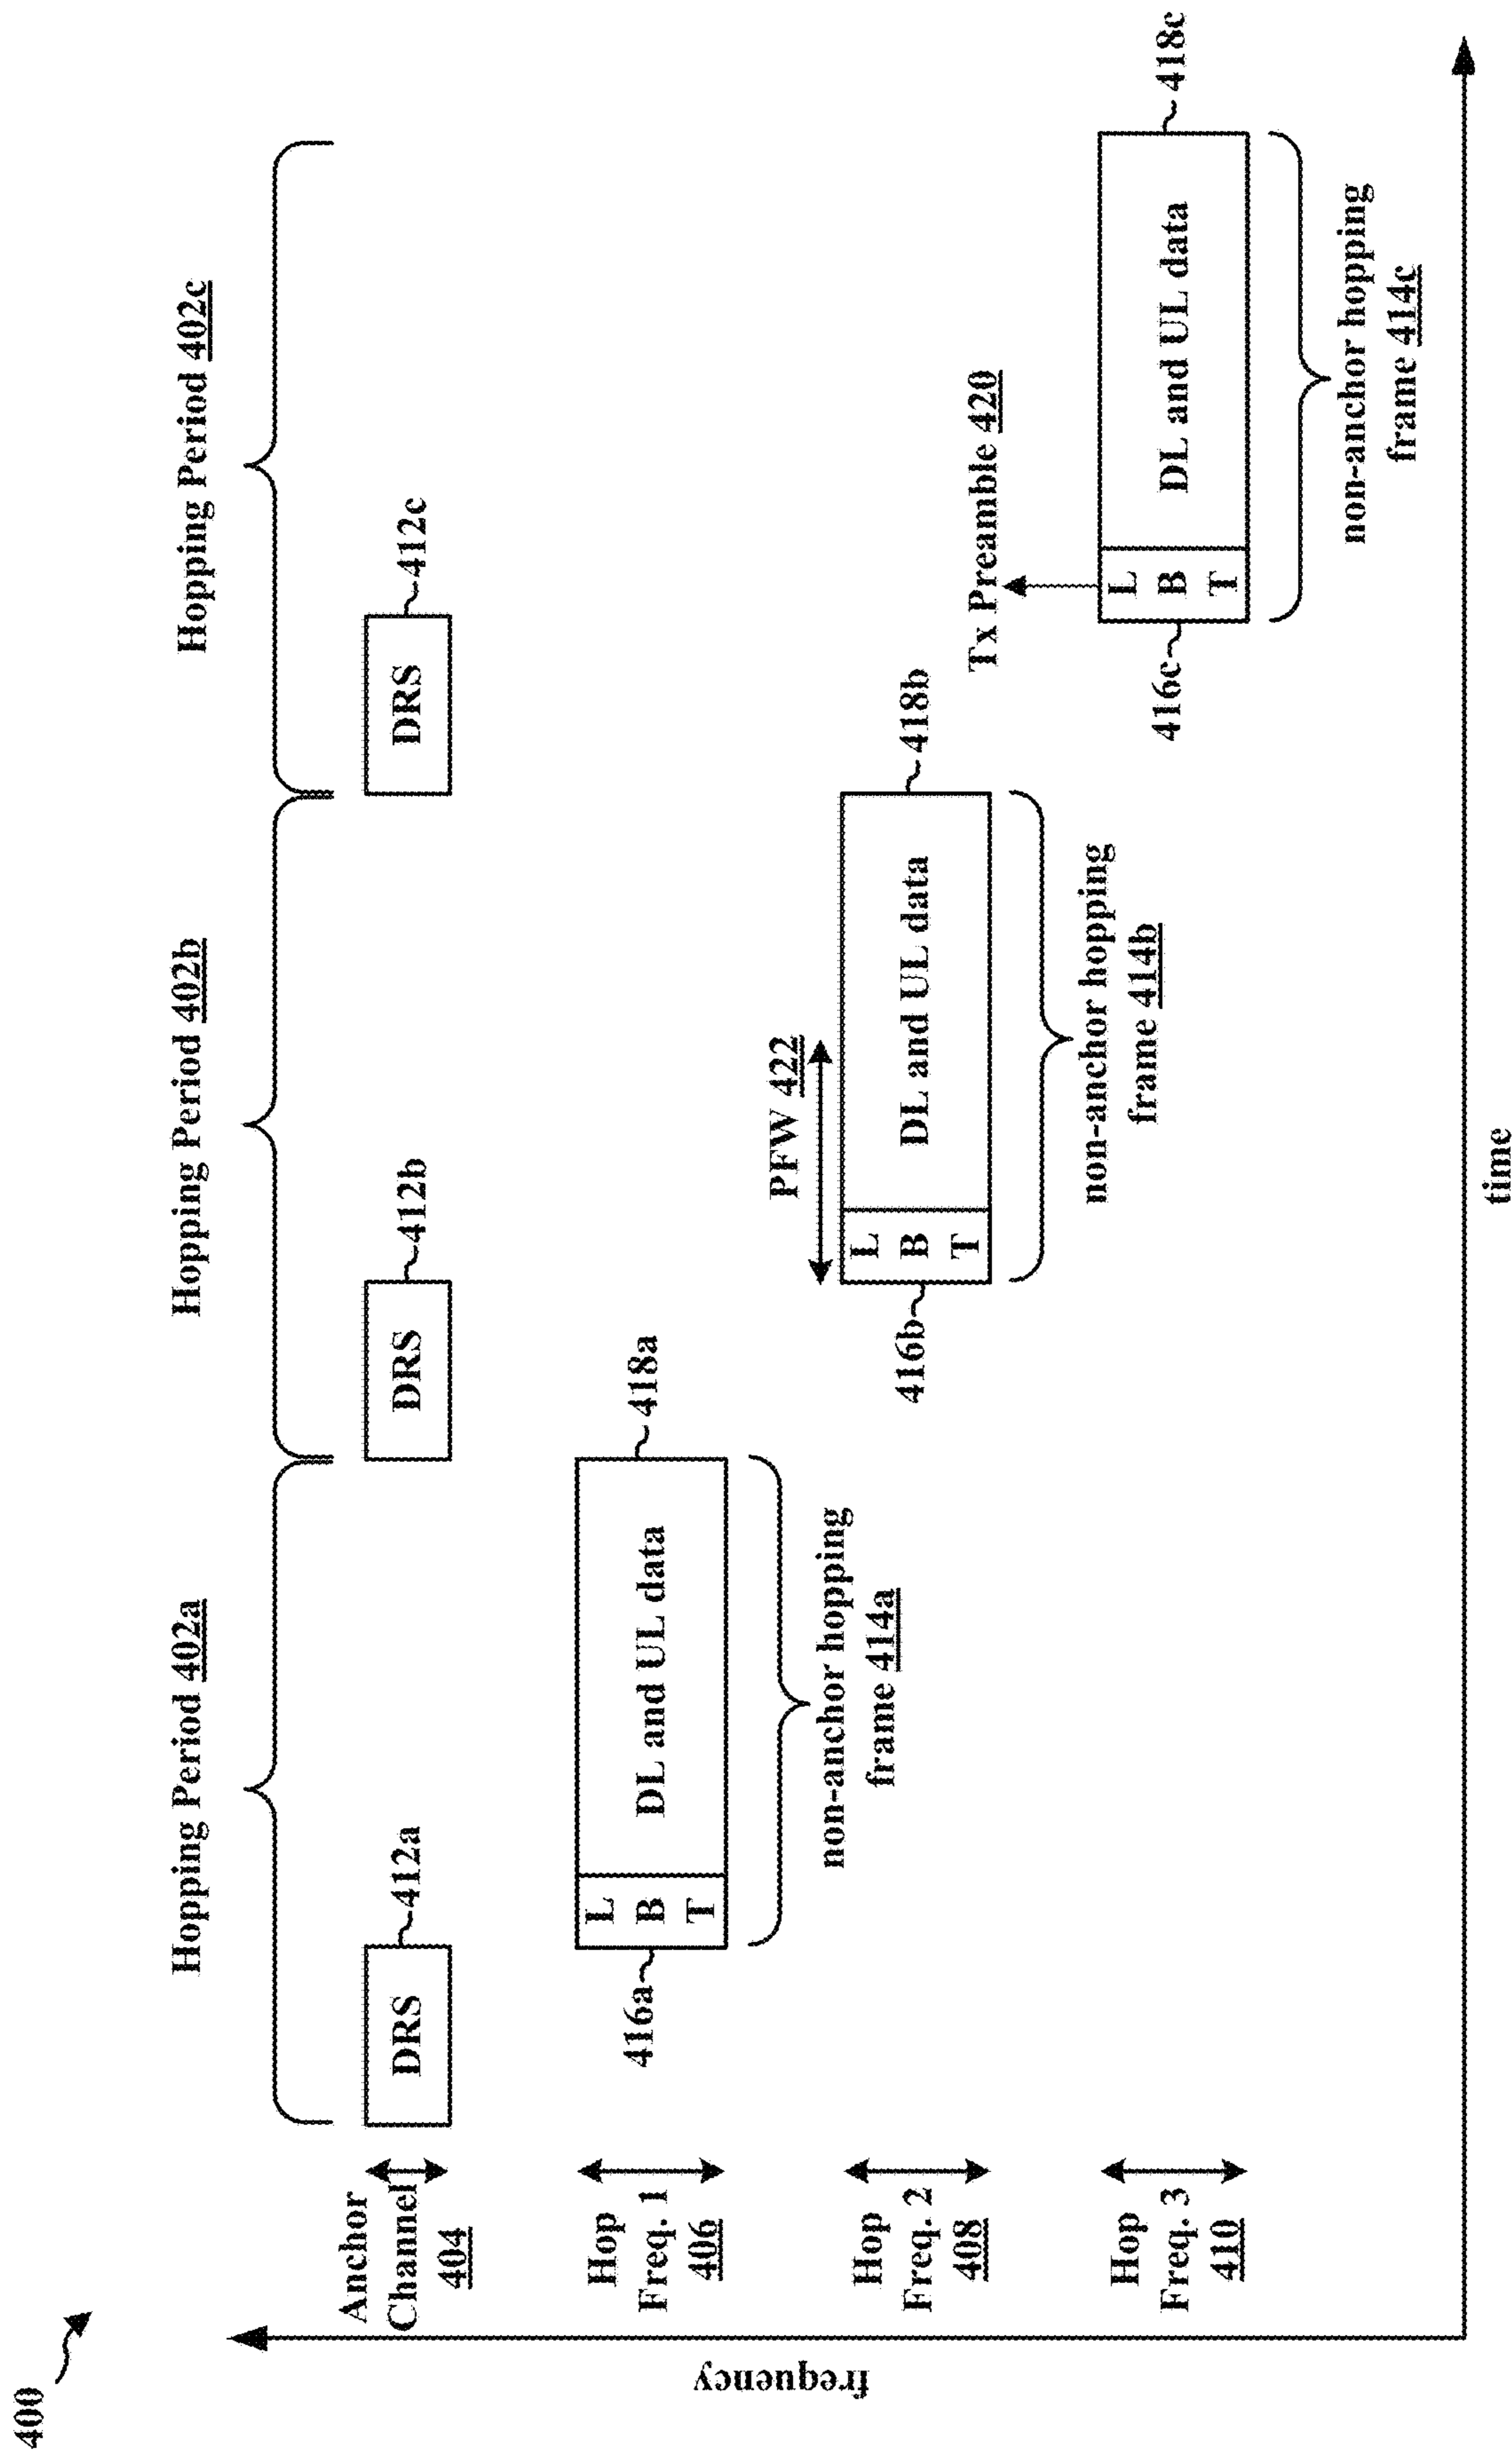 400
Hopping Period 402a
Hopping Period 402b
Hopping Period 402c
Anchor
Channel
404
DRS
412a
DRS
412b
DRS
412c
Hop
Freq. 1
406
416a
L
B
T
DL and UL data
418a
non-anchor hopping
frame 414a
Hop
Freq. 2
408
PFW 422
416b
L
B
T
DL and UL data
418b
non-anchor hopping
frame 414b
Hop
Freq. 3
410
Tx Preamble 420
416c
L
B
T
DL and UL data
418c
non-anchor hopping
frame 414c
frequency
time